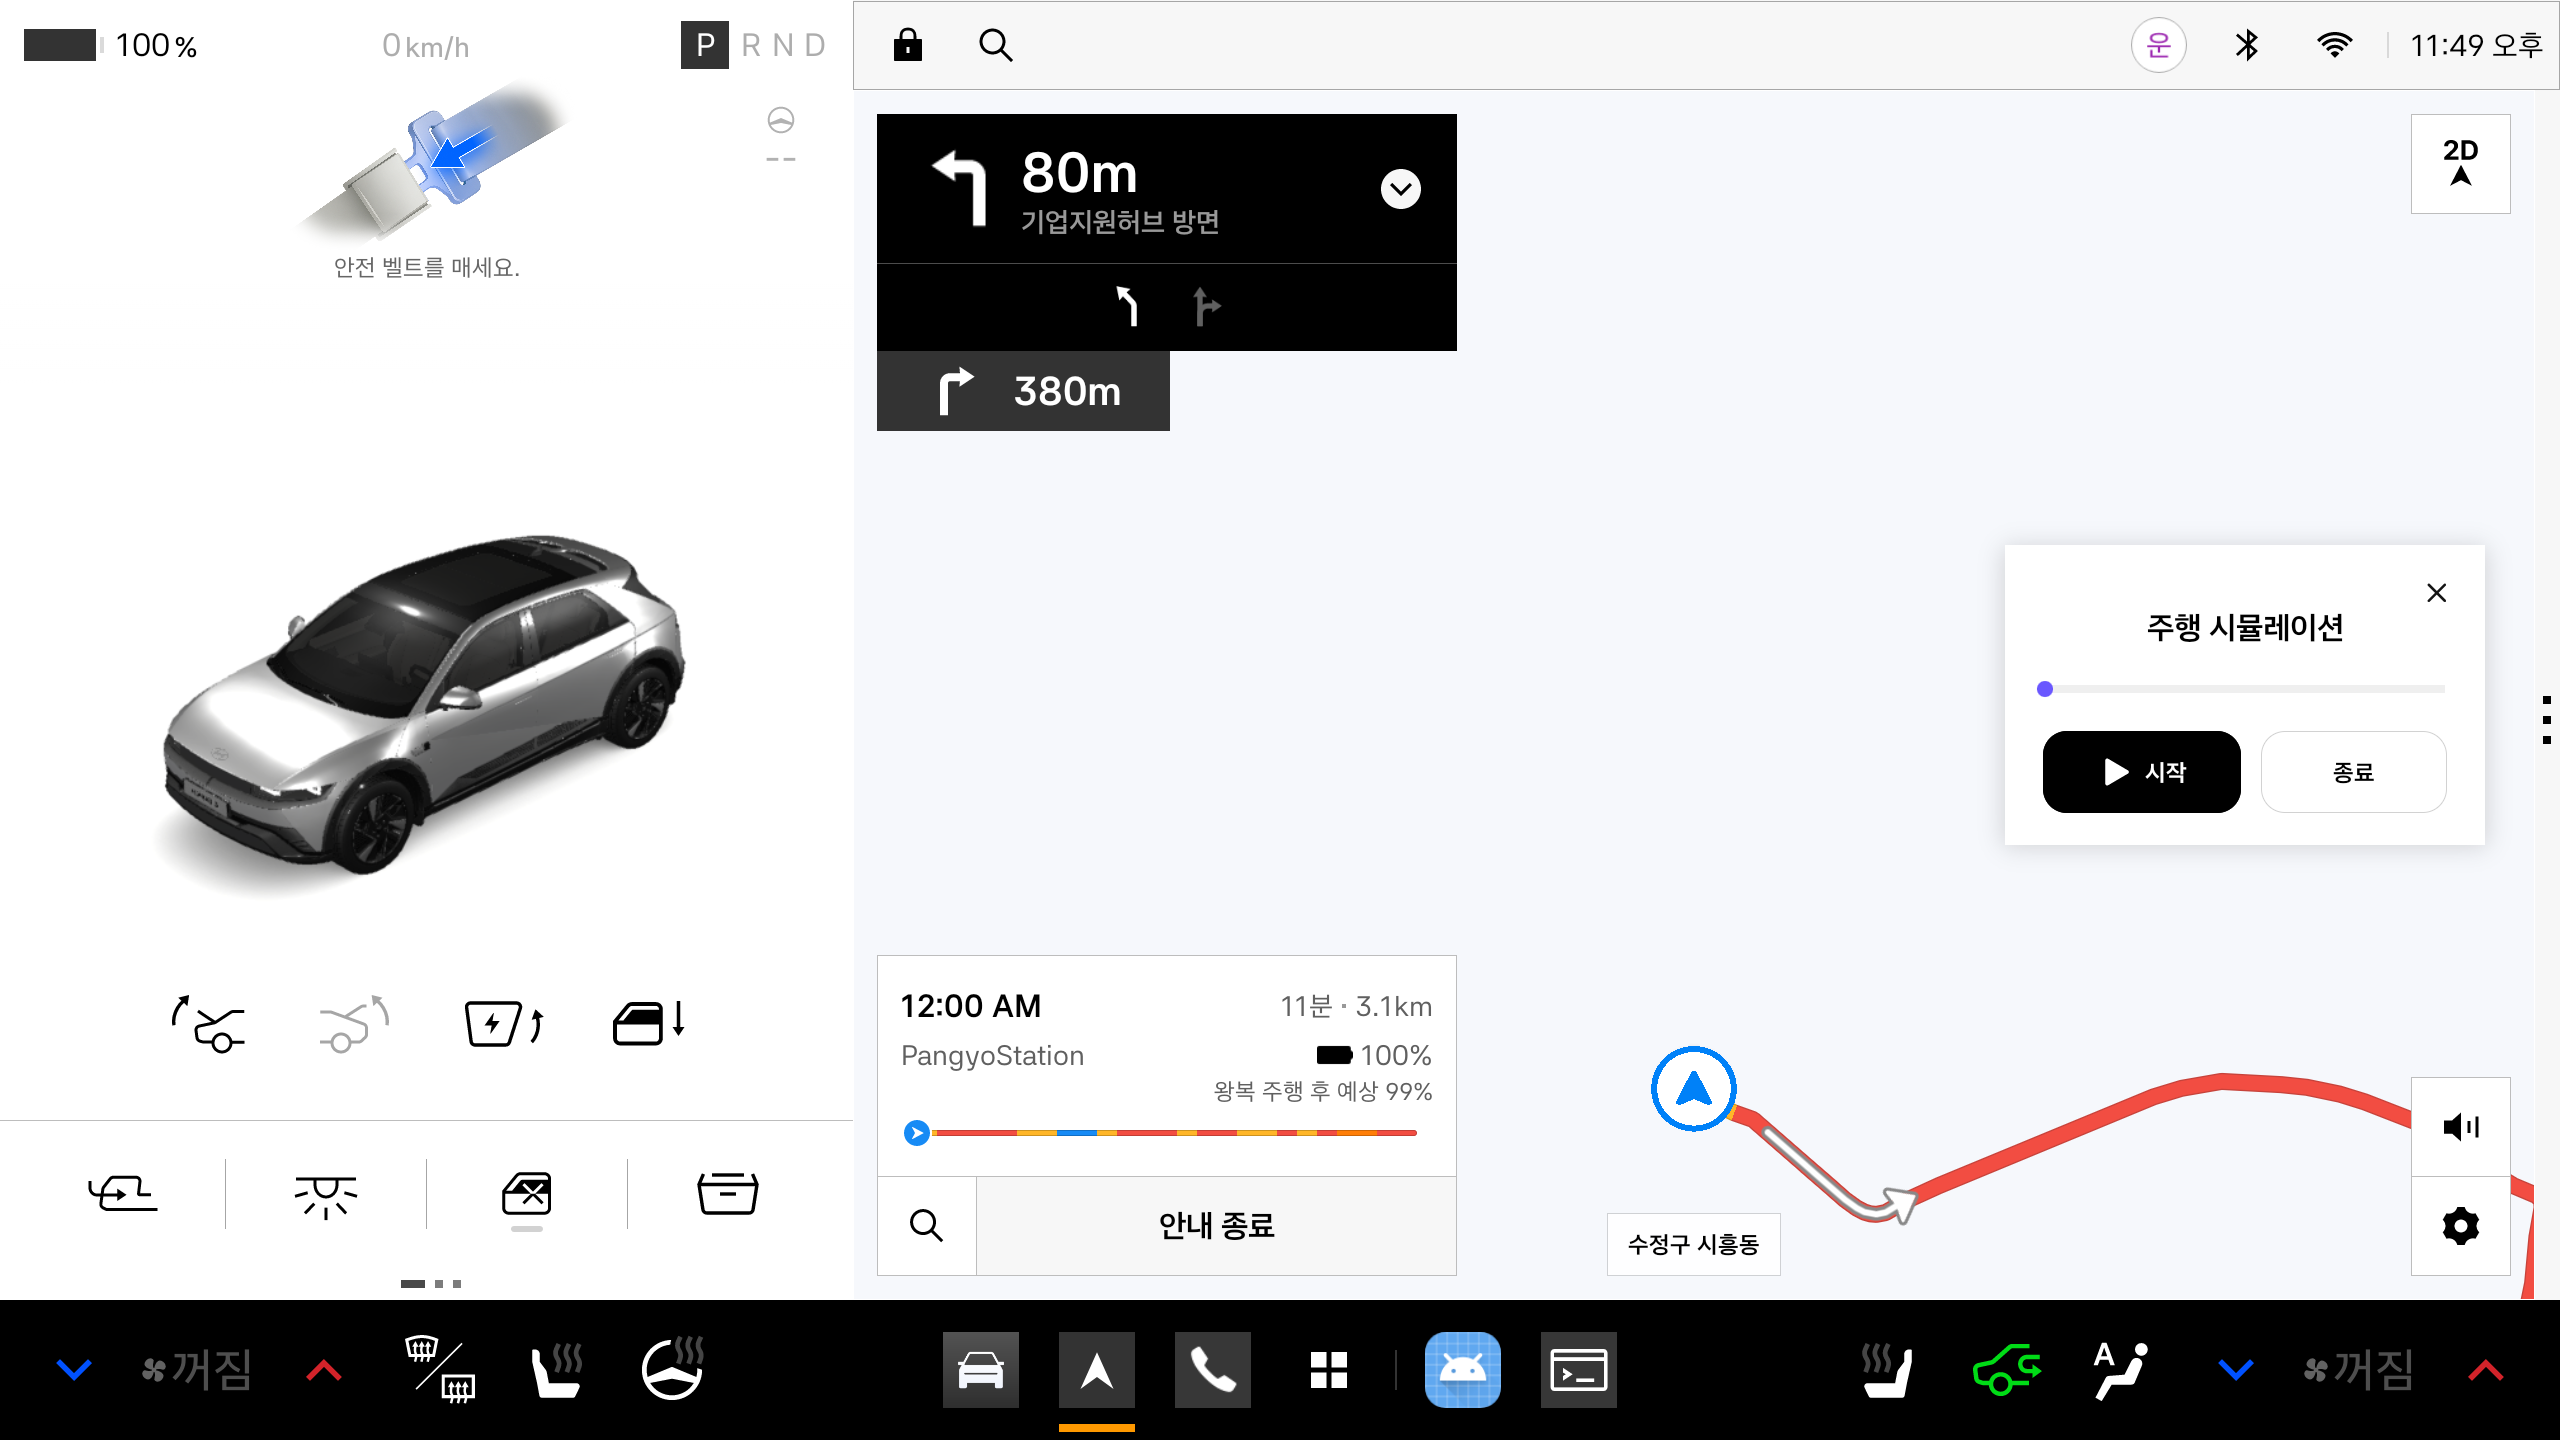 100%
0 km/h
P R N D
--
안전 벨트를 매세요.
운
11:49 오후
80m
기업지원허브 방면
380m
2D
주행 시뮬레이션
시작
종료
12:00 AM
11분 · 3.1km
PangyoStation
100%
왕복 주행 후 예상 99%
안내 종료
수정구 시흥동
꺼짐
A
꺼짐